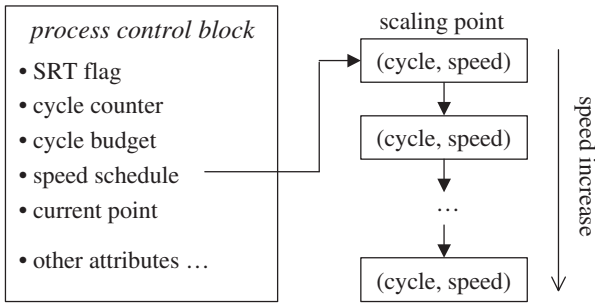 process control block
• SRT flag
• cycle counter
• cycle budget
• speed schedule
• current point
• other attributes …
scaling point
(cycle, speed)
(cycle, speed)
…
(cycle, speed)
speed increase